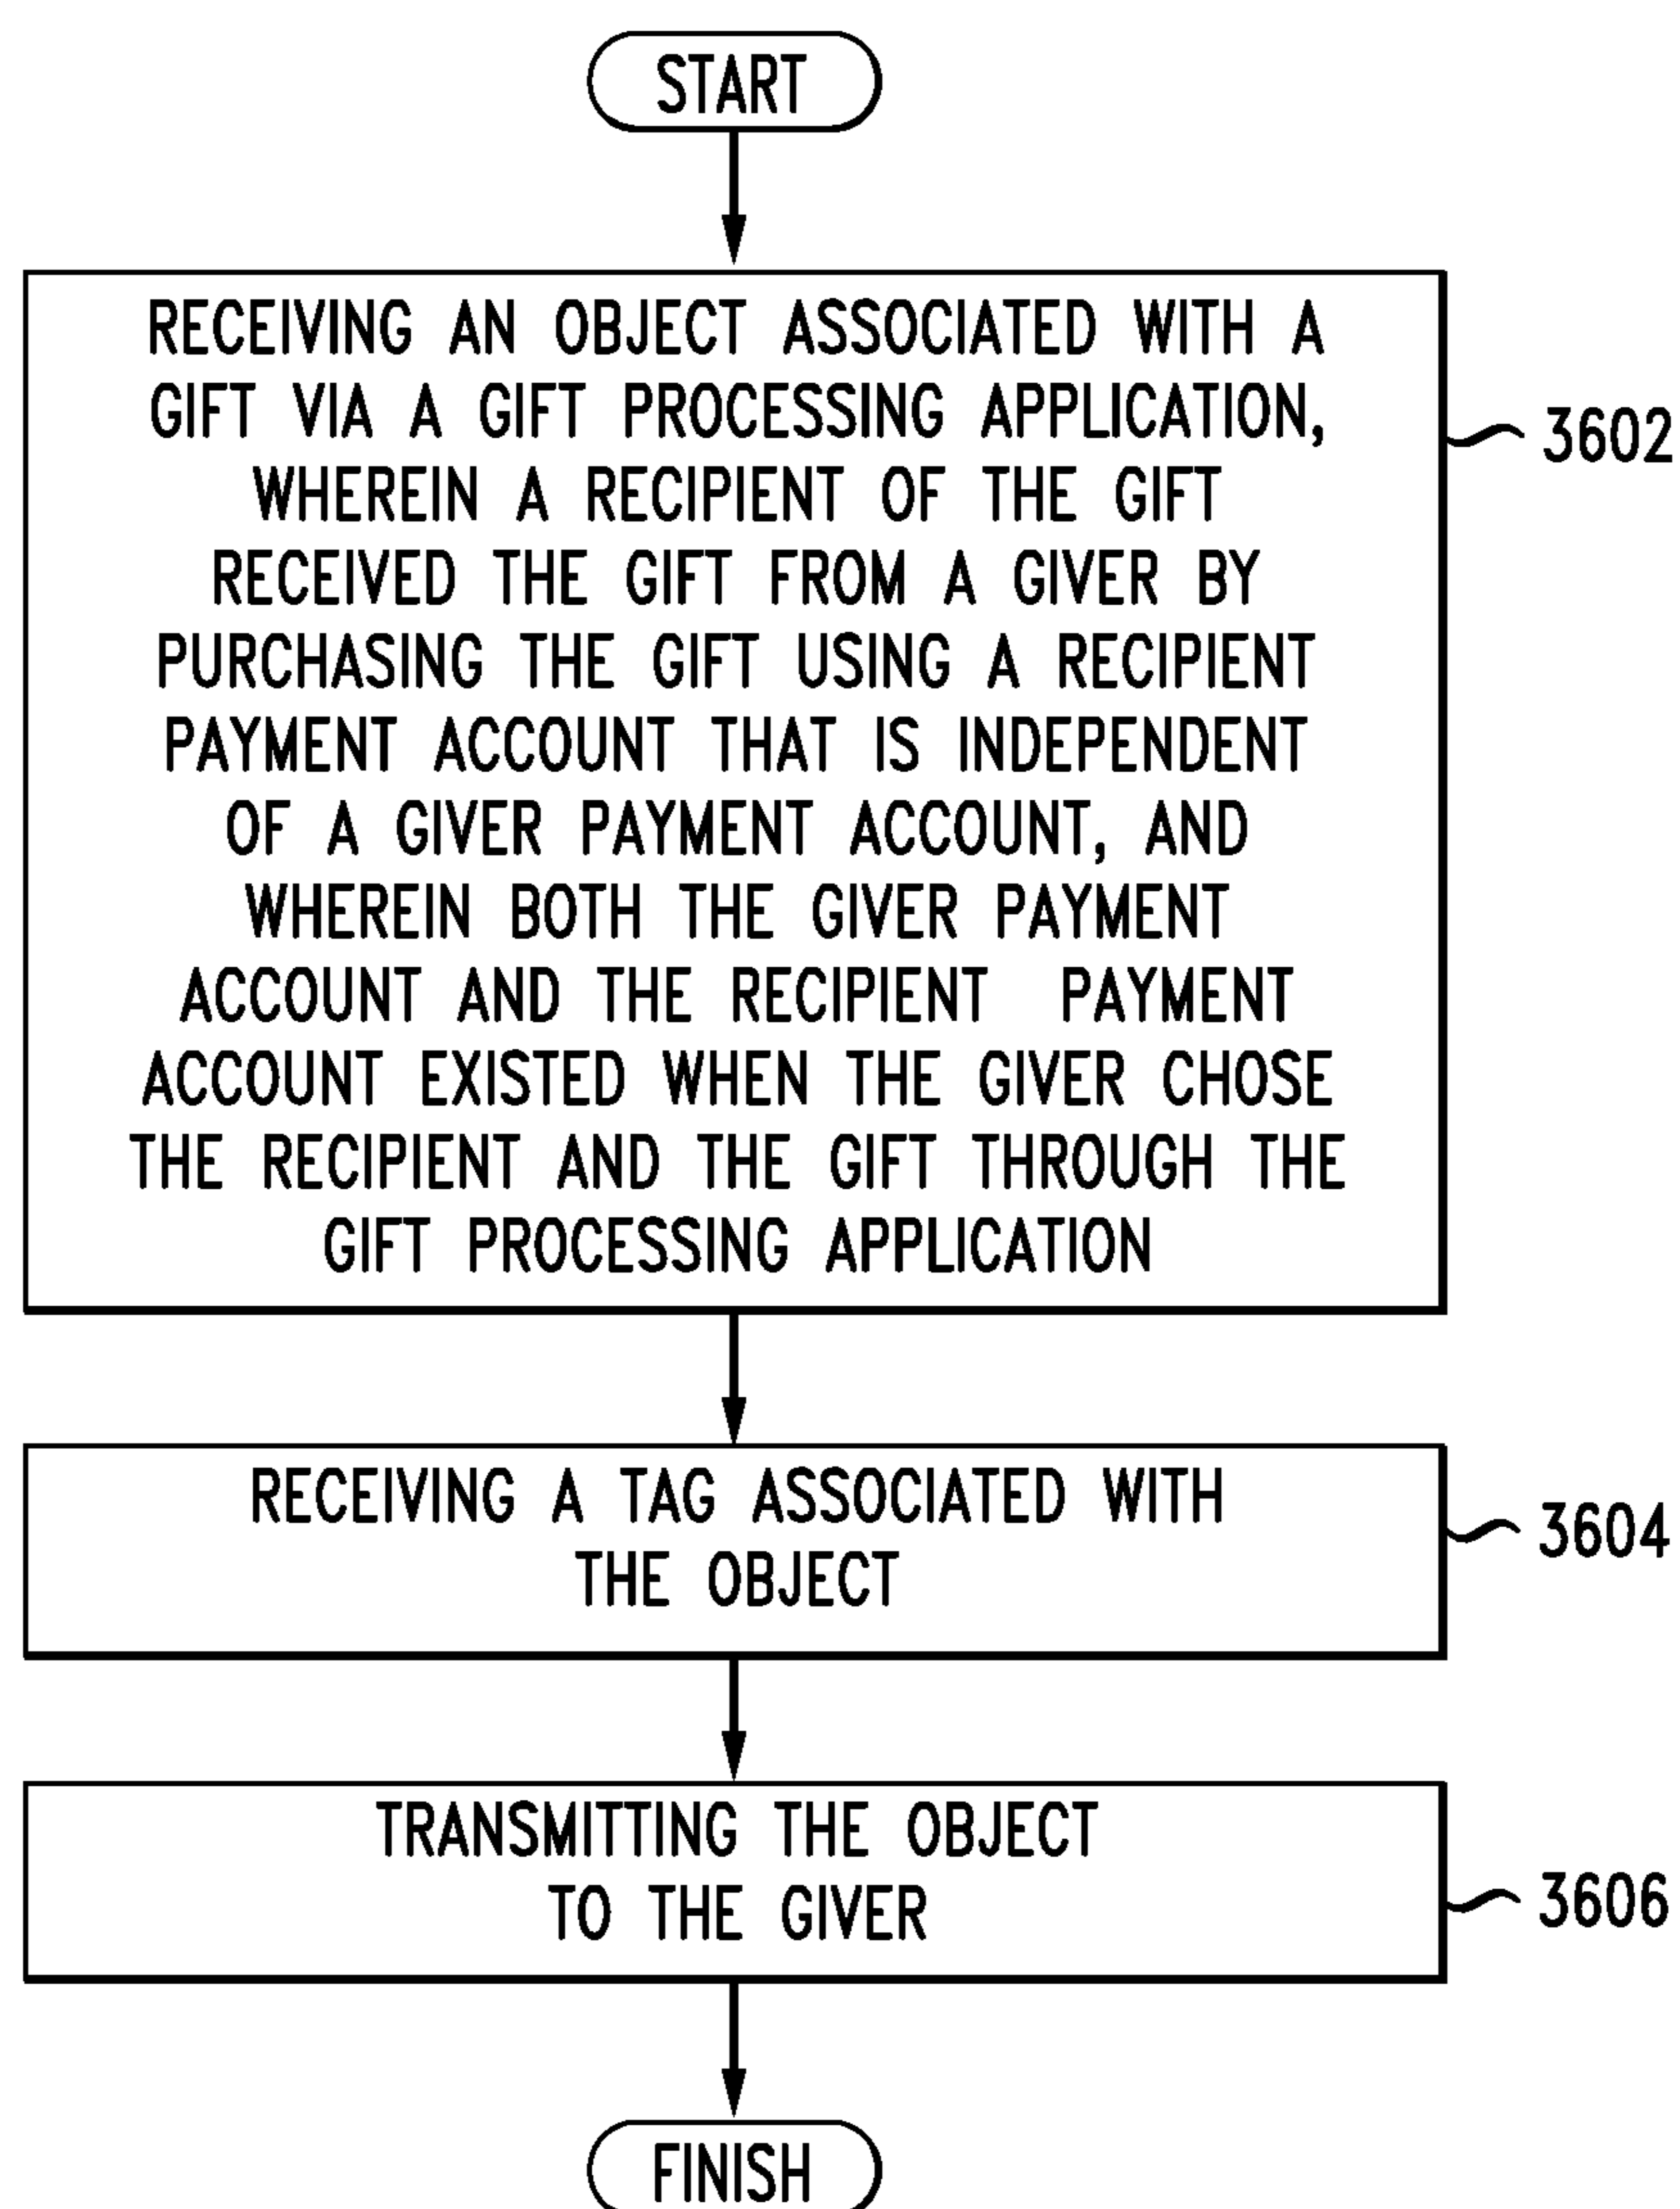 START
RECEIVING AN OBJECT ASSOCIATED WITH A
GIFT VIA A GIFT PROCESSING APPLICATION,
WHEREIN A RECIPIENT OF THE GIFT
RECEIVED THE GIFT FROM A GIVER BY
PURCHASING THE GIFT USING A RECIPIENT
PAYMENT ACCOUNT THAT IS INDEPENDENT
OF A GIVER PAYMENT ACCOUNT, AND
WHEREIN BOTH THE GIVER PAYMENT
ACCOUNT AND THE RECIPIENT PAYMENT
ACCOUNT EXISTED WHEN THE GIVER CHOSE
THE RECIPIENT AND THE GIFT THROUGH THE
GIFT PROCESSING APPLICATION
3602
RECEIVING A TAG ASSOCIATED WITH
THE OBJECT
3604
TRANSMITTING THE OBJECT
TO THE GIVER
3606
FINISH